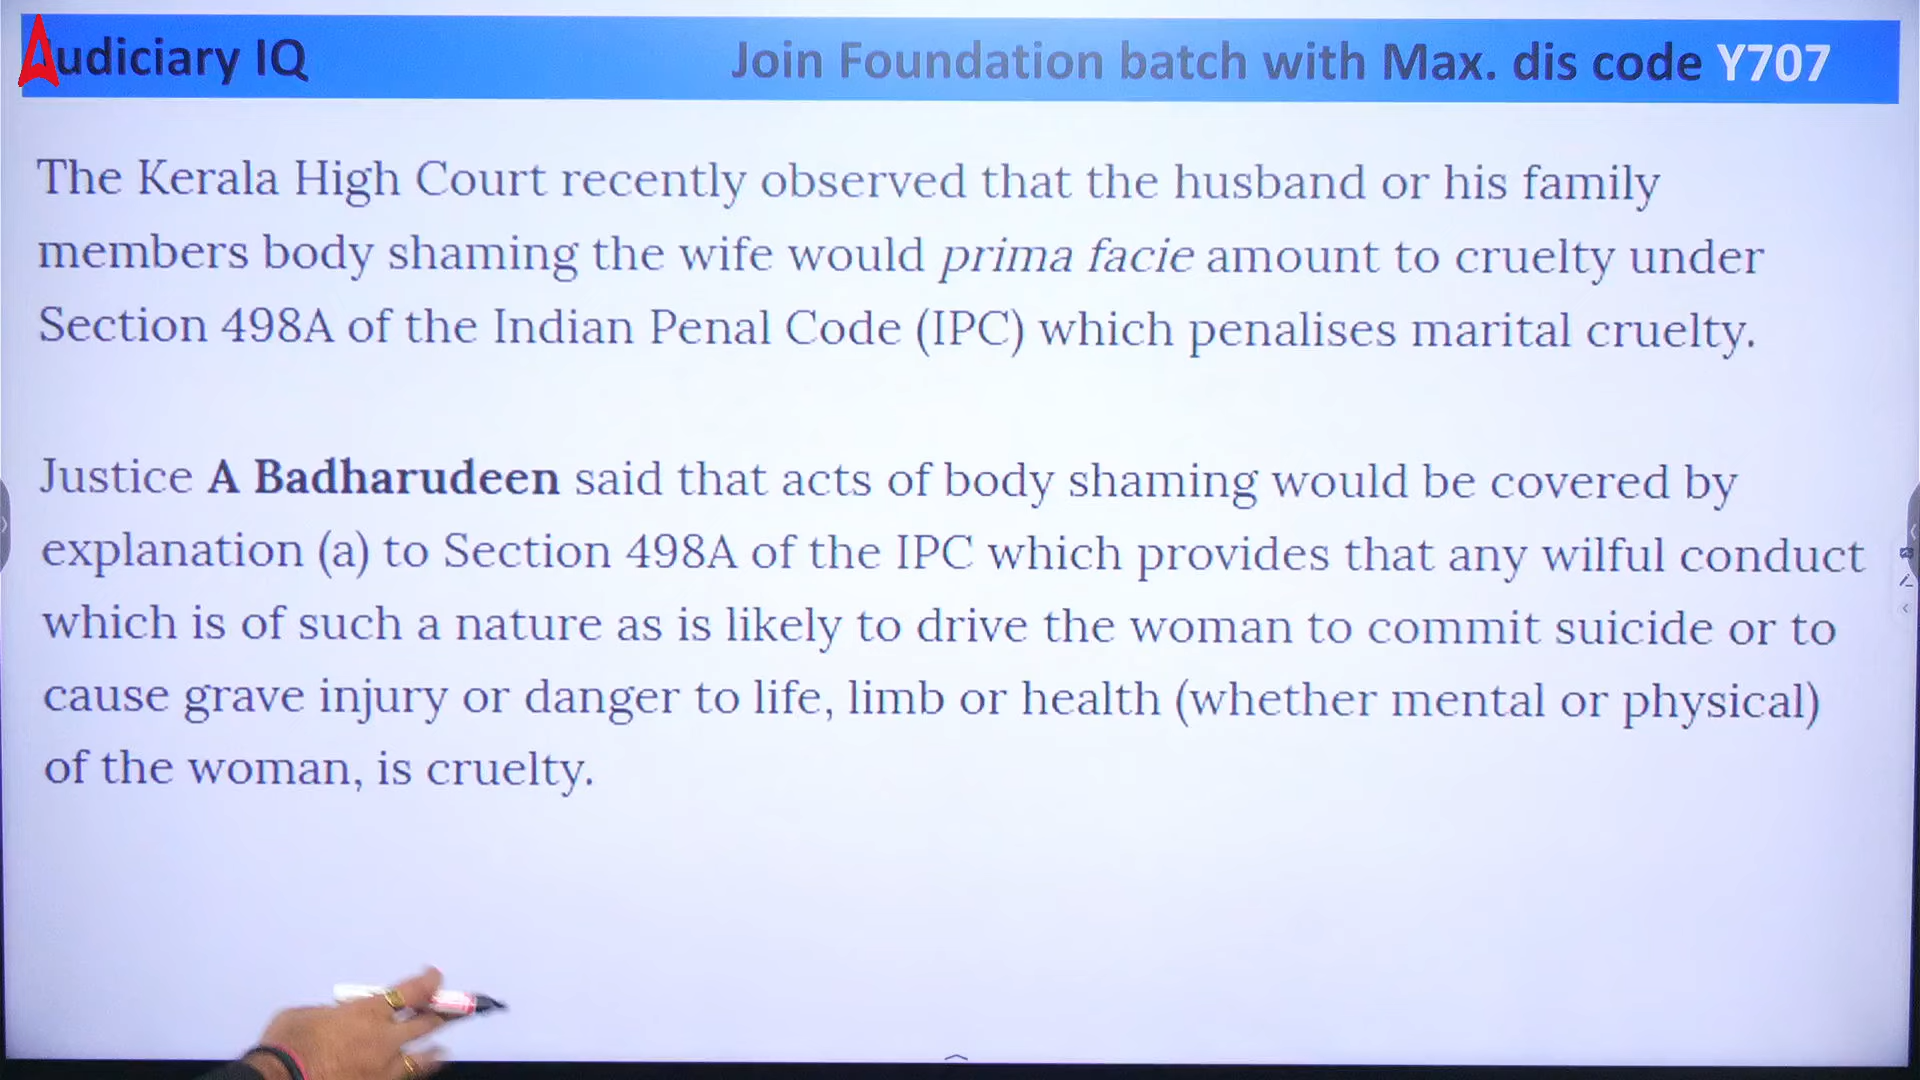 Judiciary IQ
Join Foundation batch with Max. dis code Y707
The Kerala High Court recently observed that the husband or his family
members body shaming the wife would prima facie amount to cruelty under
Section 498A of the Indian Penal Code (IPC) which penalises marital cruelty.
Justice A Badharudeen said that acts of body shaming would be covered by
explanation (a) to Section 498A of the IPC which provides that any wilful conduct
which is of such a nature as is likely to drive the woman to commit suicide or to
cause grave injury or danger to life, limb or health (whether mental or physical)
of the woman, is cruelty.